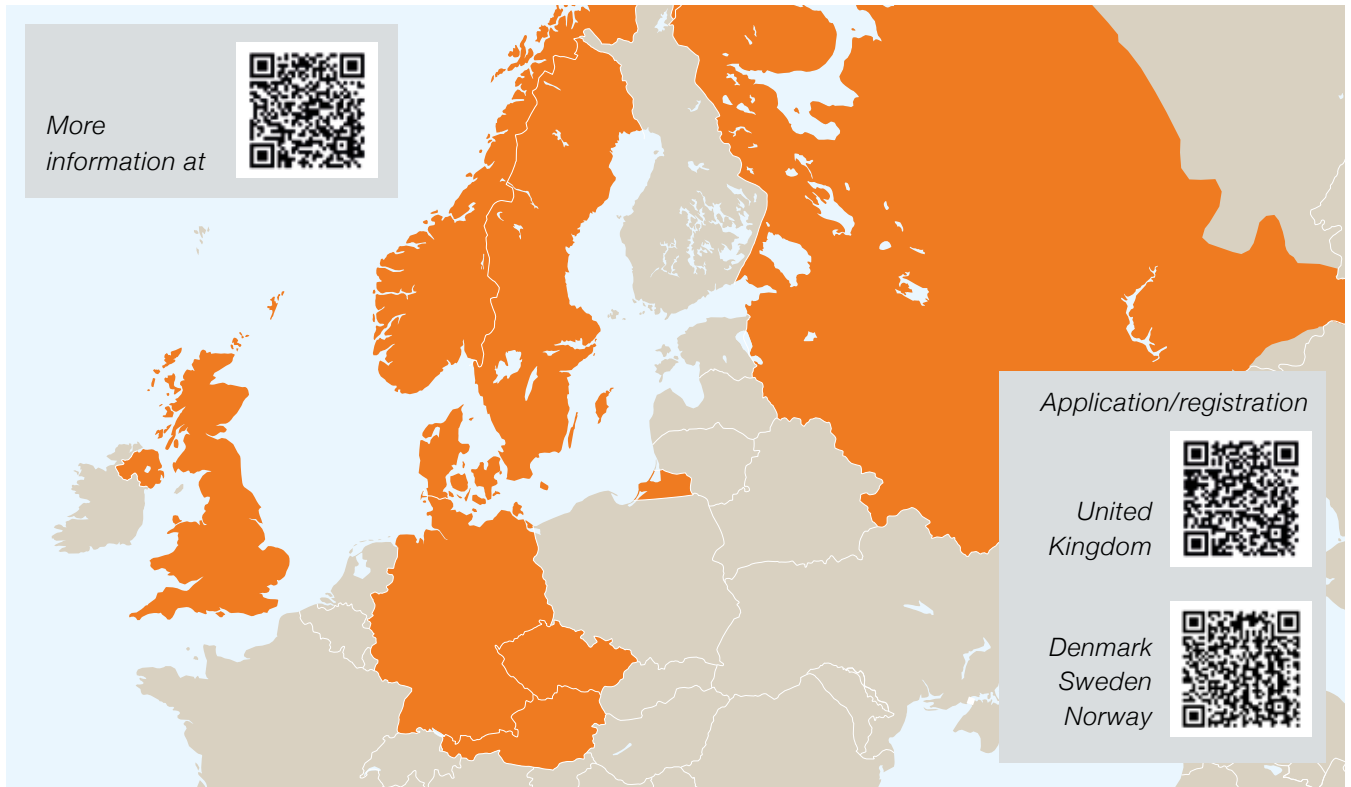 More
information at
Application/registration
United
Kingdom
Denmark
Sweden
Norway